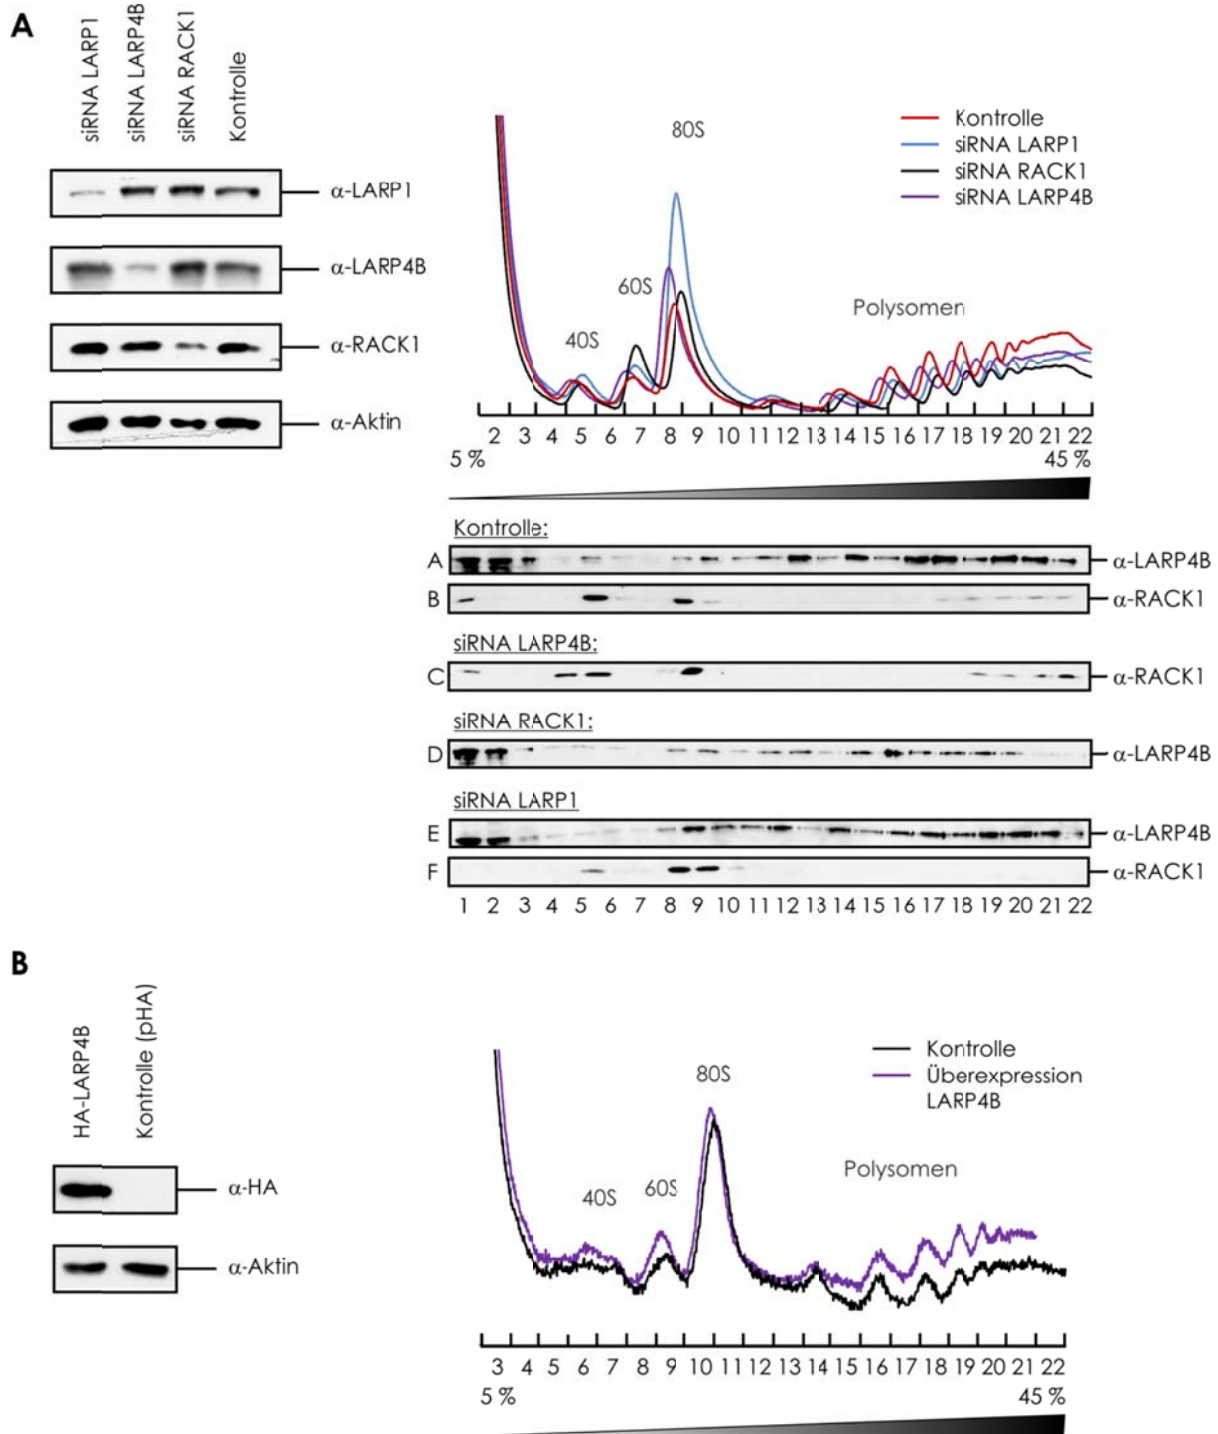 A
siRNA LARP1
siRNA LARP4B
siRNA RACK1
Kontrolle
α-LARP1
α-LARP4B
α-RACK1
α-Aktin
Kontrolle
siRNA LARP1
siRNA RACK1
siRNA LARP4B
80S
60S
40S
Polysomen
2 3 4 5 6 7 8 9 10 11 12 13 14 15 16 17 18 19 20 21 22
5 % 45 %
Kontrolle:
A α-LARP4B
B α-RACK1
siRNA LARP4B:
C α-RACK1
siRNA RACK1:
D α-LARP4B
siRNA LARP1
E α-LARP4B
F α-RACK1
1 2 3 4 5 6 7 8 9 10 11 12 13 14 15 16 17 18 19 20 21 22
B
HA-LARP4B
Kontrolle (pHA)
α-HA
α-Aktin
Kontrolle
Überexpression
LARP4B
80S
60S
40S
Polysomen
3 4 5 6 7 8 9 10 11 12 13 14 15 16 17 18 19 20 21 22
5 % 45 %